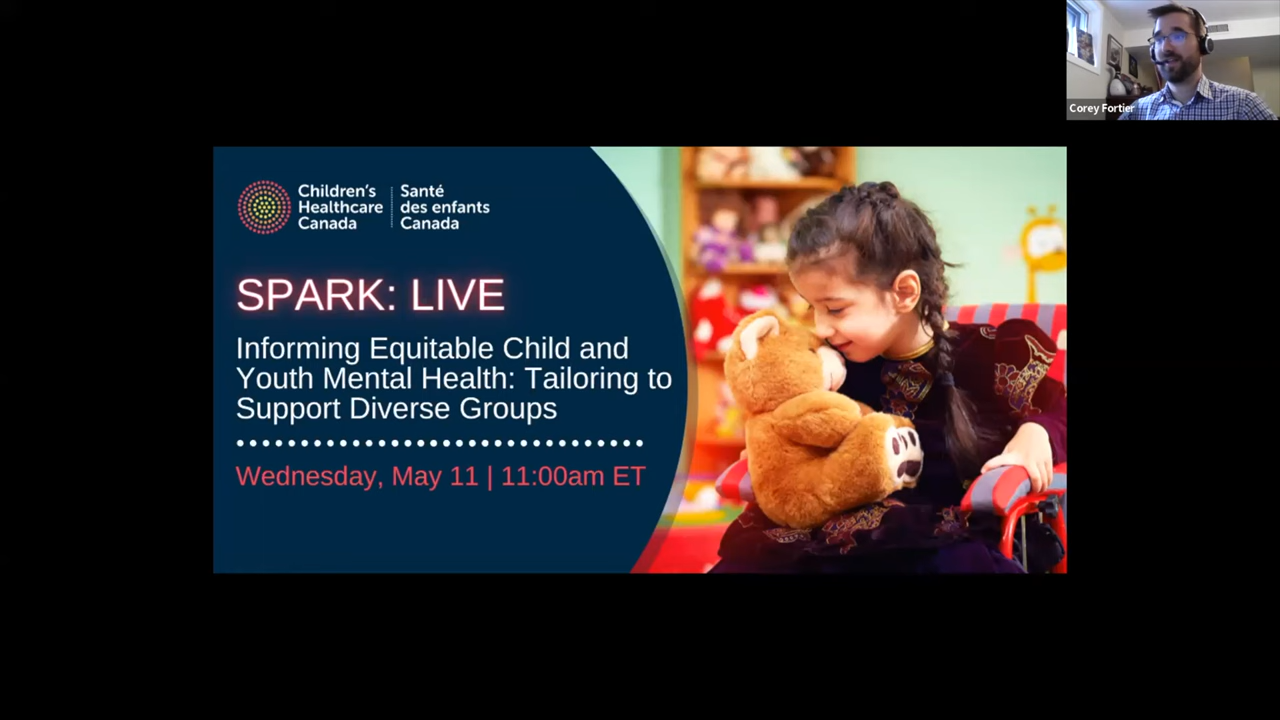 Corey Fortier
Children's
Healthcare
Canada
Santé
des enfants
Canada
SPARK: LIVE
Informing Equitable Child and
Youth Mental Health: Tailoring to
Support Diverse Groups
Wednesday, May 11 | 11:00am ET